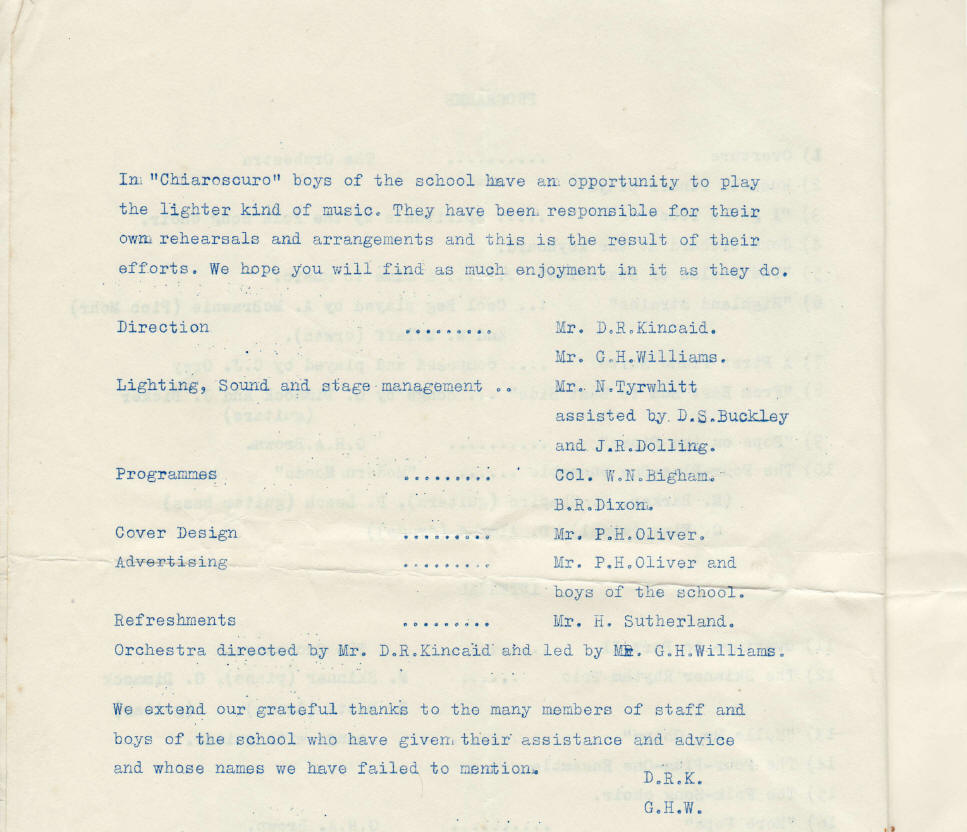 In "Chiaroscuro" boys of the school have an opportunity to play
the lighter kind of music. They have been responsible for their
own rehearsals and arrangements and this is the result of their
efforts. We hope you will find as much enjoyment in it as they do.
Direction ......... Mr. D.R.Kincaid.
Mr. G.H.Williams.
Lighting, Sound and stage management .. Mr. N.Tyrwhitt
assisted by D.S.Buckley
and J.R.Dolling.
Programmes ......... Col. W.N.Bigham.
B.R.Dixon.
Cover Design ......... Mr. P.H.Oliver.
Advertising ......... Mr. P.H.Oliver and
boys of the school.
Refreshments ......... Mr. H. Sutherland.
Orchestra directed by Mr. D.R.Kincaid ahd led by Mr. G.H.Williams.
We extend our grateful thanks to the many members of staff and
boys of the school who have given their assistance and advice
and whose names we have failed to mention.
D.R.K.
G.H.W.